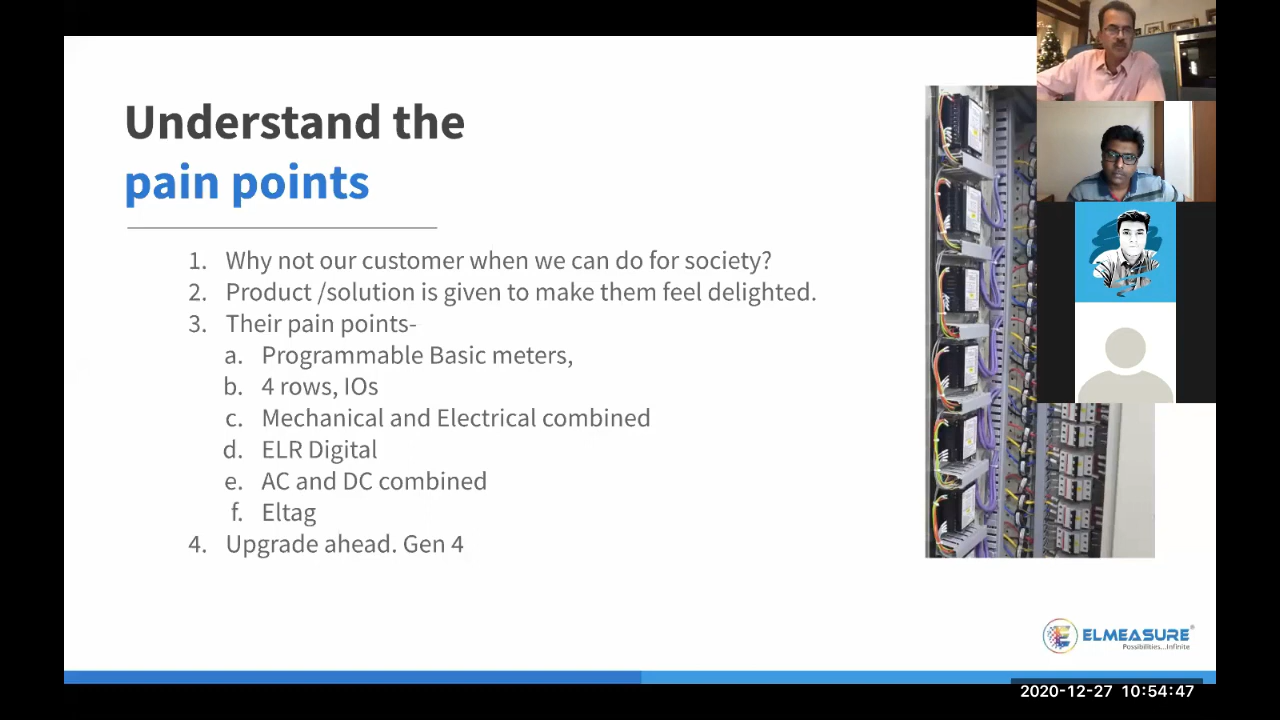 Understand the
pain points
1. Why not our customer when we can do for society?
2. Product /solution is given to make them feel delighted.
3. Their pain points-
a. Programmable Basic meters,
b. 4 rows, IOs
c. Mechanical and Electrical combined
d. ELR Digital
e. AC and DC combined
f. Eltag
4. Upgrade ahead. Gen 4
ELMEASURE®
Possibilities...Infinite
2020-12-27 10:54:47